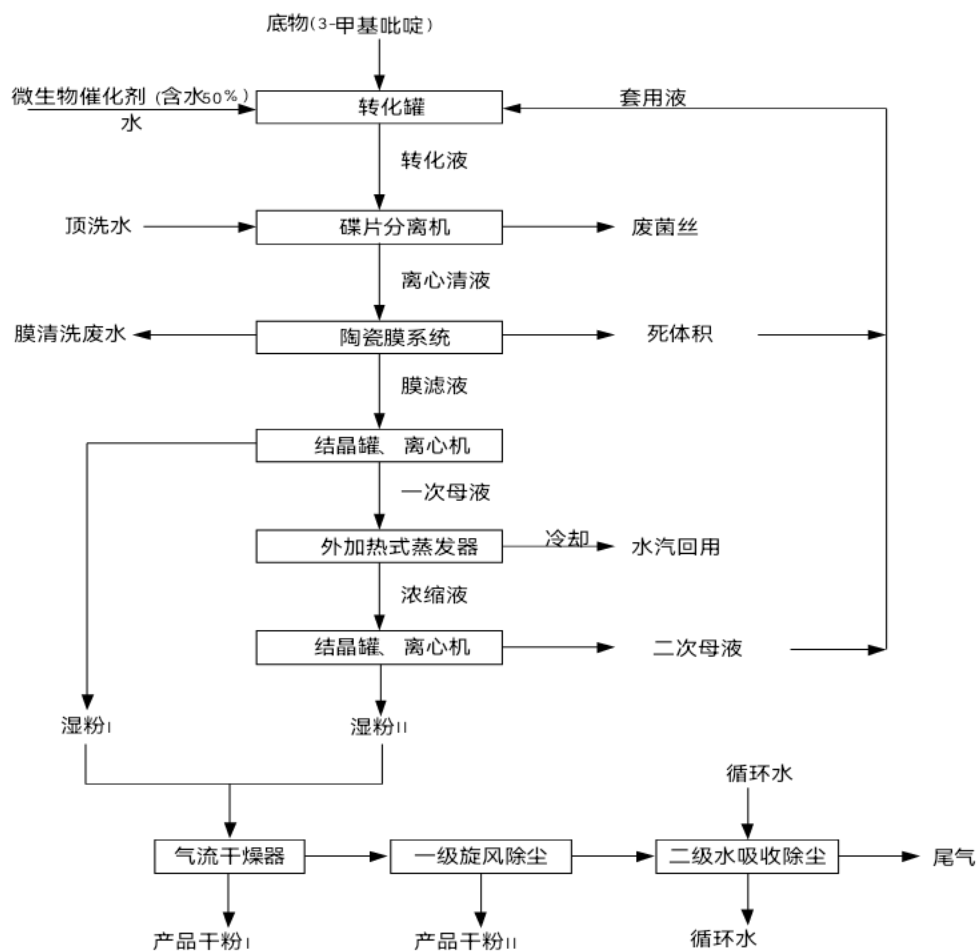 底物(3-甲基吡啶)
微生物催化剂 (含水50%)
水
转化罐
套用液
转化液
顶洗水
碟片分离机
废菌丝
离心清液
膜清洗废水
陶瓷膜系统
死体积
膜滤液
结晶罐、离心机
一次母液
外加热式蒸发器
冷却
水汽回用
浓缩液
结晶罐、离心机
二次母液
湿粉I
湿粉II
循环水
气流干燥器
一级旋风除尘
二级水吸收除尘
尾气
产品干粉I
产品干粉II
循环水